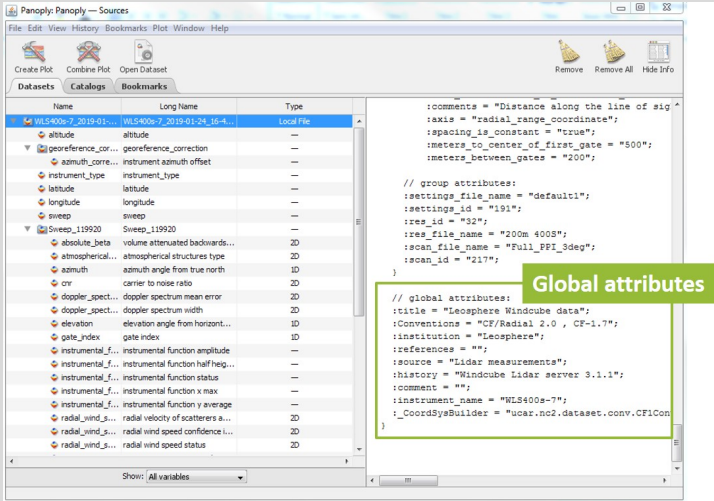 Panoply: Panoply — Sources
File Edit View History Bookmarks Plot Window Help
Create Plot Combine Plot Open Dataset Remove Remove All Hide Info
Datasets Catalogs Bookmarks
Name Long Name Type
WLS400s-7_2019-01-... WLS400s-7_2019-01-24_16-4... Local File
altitude altitude —
georeference_cor... georeference_correction
azimuth_corre... instrument azimuth offset —
instrument_type instrument_type —
latitude latitude —
longitude longitude —
sweep sweep —
Sweep_119920 Sweep_119920 —
absolute_beta volume attenuated backwards... 2D
atmospherical... atmospherical structures type 2D
azimuth azimuth angle from true north 1D
cnr carrier to noise ratio 2D
doppler_spect... doppler spectrum mean error 2D
doppler_spect... doppler spectrum width 2D
elevation elevation angle from horizont... 1D
gate_index gate index 1D
instrumental_f... instrumental function amplitude —
instrumental_f... instrumental function half heig... —
instrumental_f... instrumental function status —
instrumental_f... instrumental function x max —
instrumental_f... instrumental function y average —
radial_wind_s... radial velocity of scatterers a... 2D
radial_wind_s... radial wind speed confidence i... 2D
radial_wind_s... radial wind speed status 2D
Show: All variables
:comments = "Distance along the line of sig
:axis = "radial_range_coordinate";
:spacing_is_constant = "true";
:meters_to_center_of_first_gate = "500";
:meters_between_gates = "200";
// group attributes:
:settings_file_name = "default1";
:settings_id = "191";
:res_id = "32";
:res_file_name = "200m 400S";
:scan_file_name = "Full_PPI_3deg";
:scan_id = "217";
}
Global attributes
// global attributes:
:title = "Leosphere Windcube data";
:Conventions = "CF/Radial 2.0 , CF-1.7";
:institution = "Leosphere";
:references = "";
:source = "Lidar measurements";
:history = "Windcube Lidar server 3.1.1";
:comment = "";
:instrument_name = "WLS400s-7";
:_CoordSysBuilder = "ucar.nc2.dataset.conv.CF1Con
}